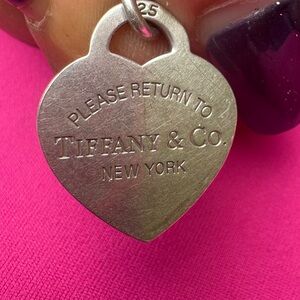 25
PLEASE RETURN TO
TIFFANY & CO.
NEW YORK